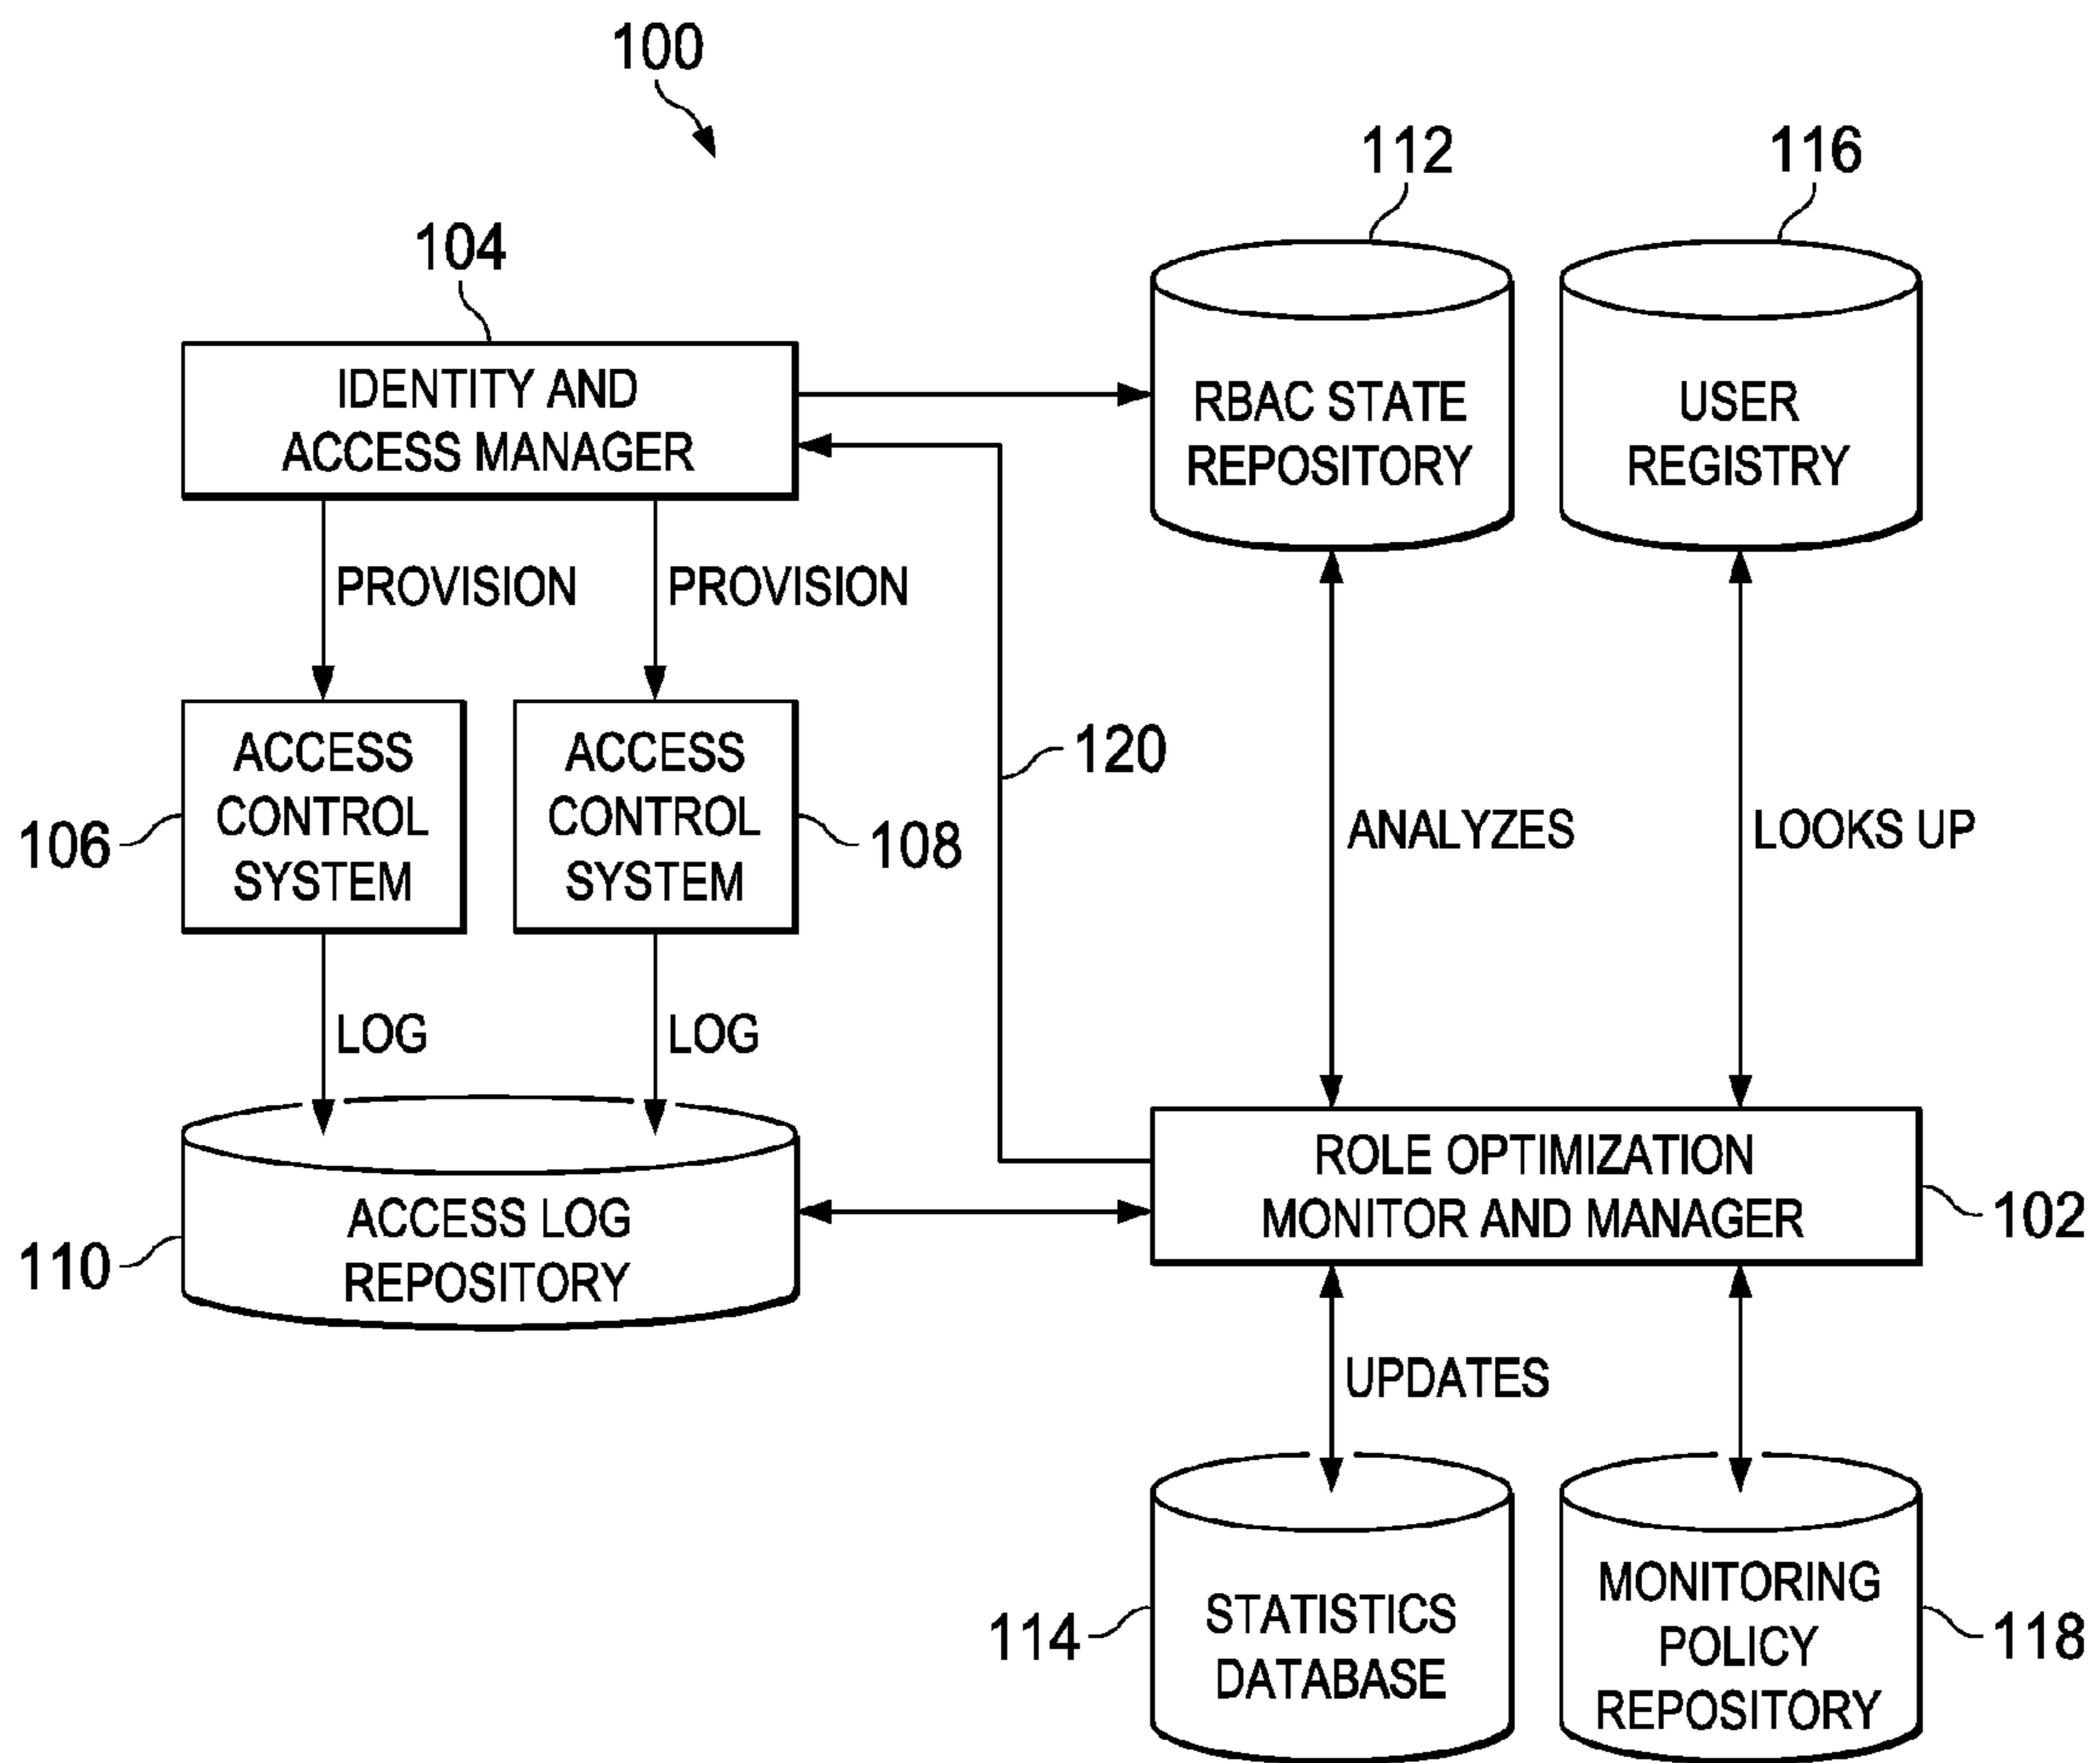 100
112
116
104
IDENTITY AND
ACCESS MANAGER
RBAC STATE
REPOSITORY
USER
REGISTRY
PROVISION
PROVISION
ACCESS
CONTROL
SYSTEM
ACCESS
CONTROL
SYSTEM
106
108
120
ANALYZES
LOOKS UP
LOG
LOG
ACCESS LOG
REPOSITORY
110
ROLE OPTIMIZATION
MONITOR AND MANAGER
102
UPDATES
STATISTICS
DATABASE
114
MONITORING
POLICY
REPOSITORY
118